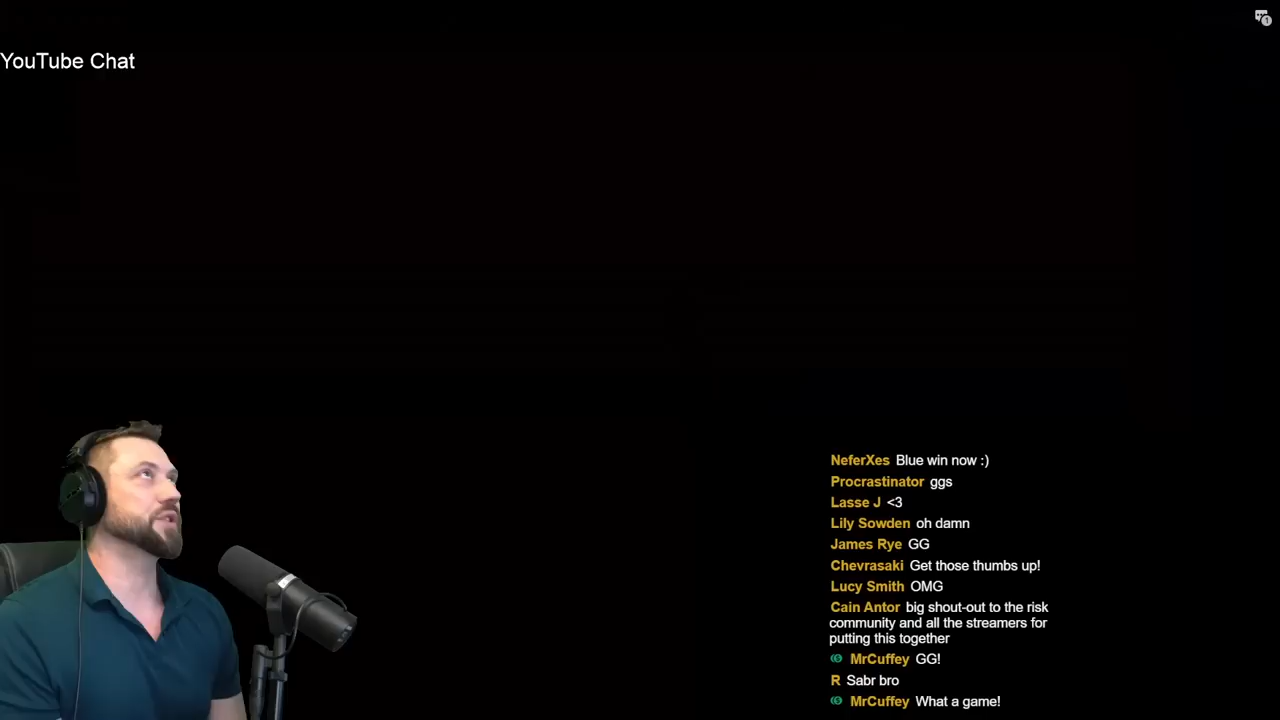 YouTube Chat
1
NeferXes Blue win now :)
Procrastinator ggs
Lasse J <3
Lily Sowden oh damn
James Rye GG
Chevrasaki Get those thumbs up!
Lucy Smith OMG
Cain Antor big shout-out to the risk
community and all the streamers for
putting this together
MrCuffey GG!
R Sabr bro
MrCuffey What a game!